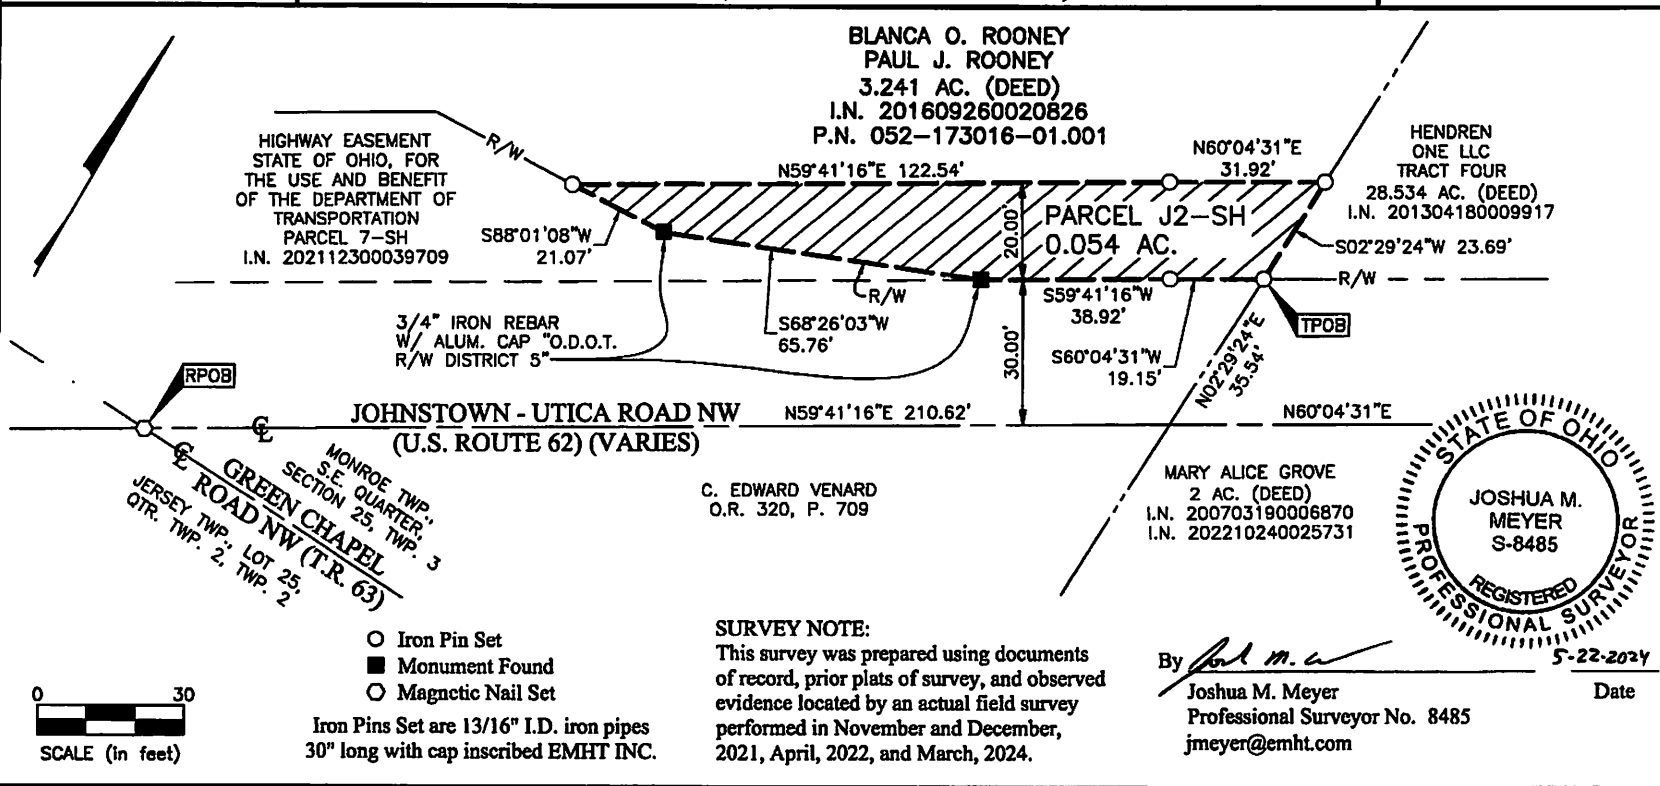 BLANCA O. ROONEY
PAUL J. ROONEY
3.241 AC. (DEED)
I.N. 201609260020826
P.N. 052-173016-01.001
HIGHWAY EASEMENT
STATE OF OHIO, FOR
THE USE AND BENEFIT
OF THE DEPARTMENT OF
TRANSPORTATION
PARCEL 7-SH
I.N. 202112300039709
R/W
N59°41'16"E 122.54'
N60°04'31"E
31.92'
HENDREN
ONE LLC
TRACT FOUR
28.534 AC. (DEED)
I.N. 201304180009917
S88°01'08"W
21.07'
20.00'
PARCEL J2-SH
0.054 AC.
S02°29'24"W 23.69'
R/W
R/W
3/4" IRON REBAR
W/ ALUM. CAP "O.D.O.T.
R/W DISTRICT 5"
S68°26'03"W
65.76'
S59°41'16"W
38.92'
S60°04'31"W
19.15'
TPOB
N02°29'24"E
35.54'
30.00'
RPOB
CL
JOHNSTOWN - UTICA ROAD NW
(U.S. ROUTE 62) (VARIES)
N59°41'16"E 210.62'
N60°04'31"E
CL
GREEN CHAPEL
ROAD NW (T.R. 63)
MONROE TWP.,
S.E. QUARTER,
SECTION 25, TWP. 3
JERSEY TWP., LOT 25,
QTR. TWP. 2, TWP. 2
C. EDWARD VENARD
O.R. 320, P. 709
MARY ALICE GROVE
2 AC. (DEED)
I.N. 200703190006870
I.N. 202210240025731
STATE OF OHIO
JOSHUA M.
MEYER
S-8485
REGISTERED
PROFESSIONAL SURVEYOR
Iron Pin Set
Monument Found
Magnetic Nail Set
Iron Pins Set are 13/16" I.D. iron pipes
30" long with cap inscribed EMHT INC.
0 30
SCALE (in feet)
SURVEY NOTE:
This survey was prepared using documents
of record, prior plats of survey, and observed
evidence located by an actual field survey
performed in November and December,
2021, April, 2022, and March, 2024.
By
5-22-2024
Joshua M. Meyer
Date
Professional Surveyor No. 8485
jmeyer@emht.com